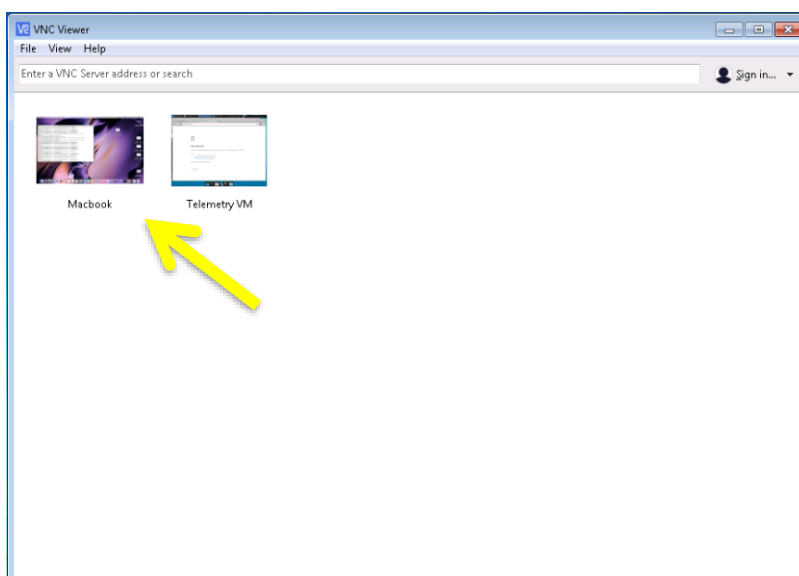 VNC Viewer
File View Help
Enter a VNC Server address or search
Sign in...
Macbook Telemetry VM